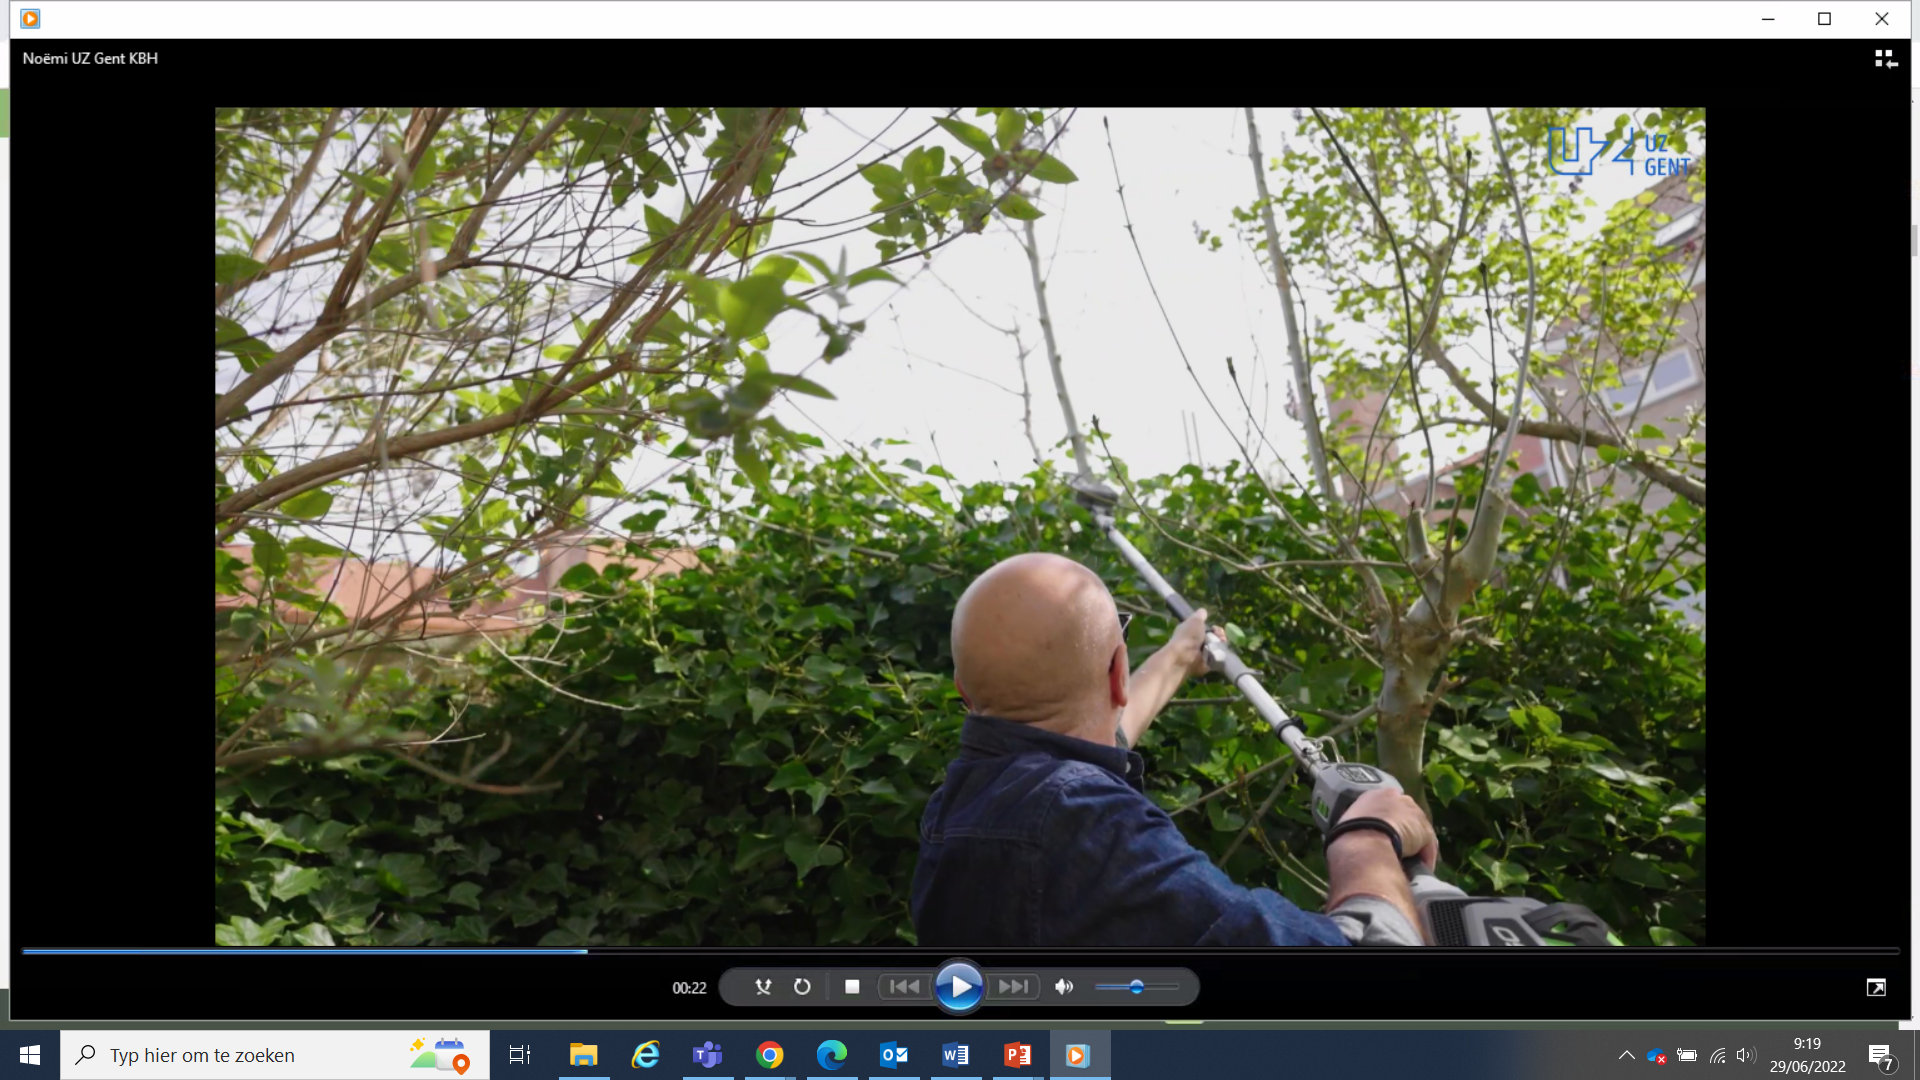 Noëmi UZ Gent KBH
UZ
GENT
00:22
Typ hier om te zoeken
9:19
29/06/2022
7